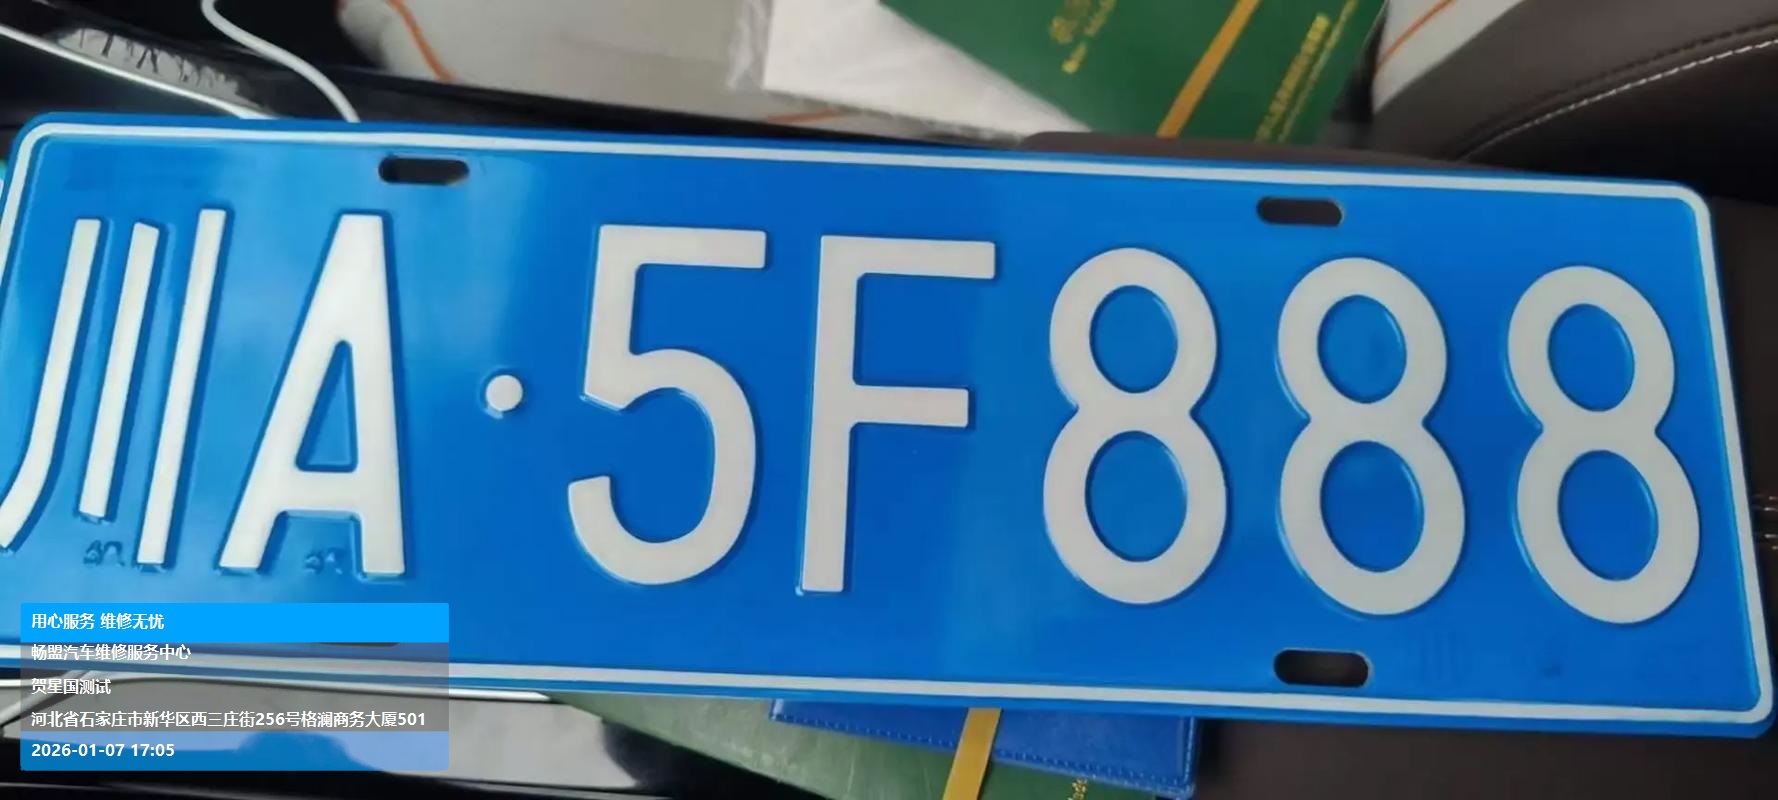 川A·5F888
用心服务 维修无忧
畅盟汽车维修服务中心
贺星国测试
河北省石家庄市新华区西三庄街256号格澜商务大厦501
2026-01-07 17:05